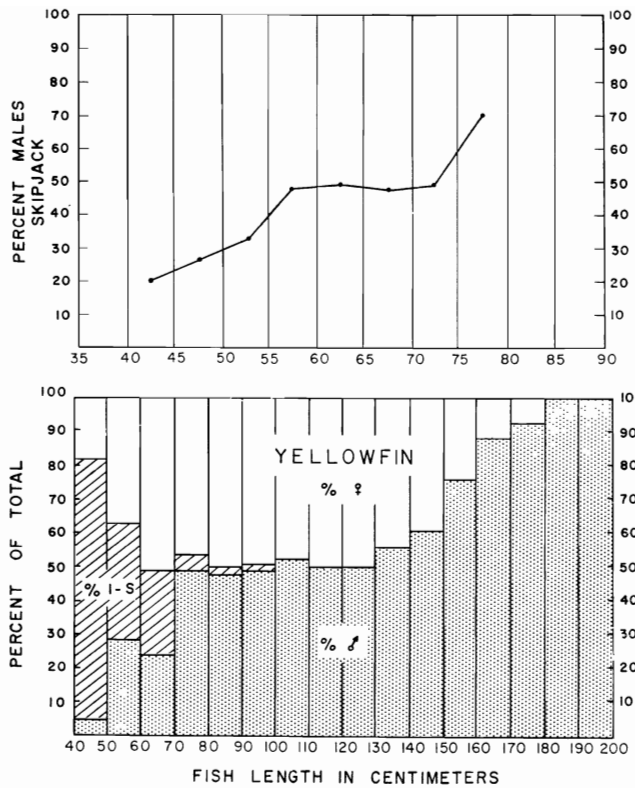 PERCENT MALES
SKIPJACK
100 100
90 90
80 80
70 70
60 60
50 50
40 40
30 30
20 20
10 10
35 40 45 50 55 60 65 70 75 80 85 90
PERCENT OF TOTAL
100 10
90 90
80 80
70 70
60 60
50 50
40 40
30 30
20 20
10 10
YELLOWFIN
% ♀
% I-S
% ♂
40 50 60 70 80 90 100 110 120 130 140 150 160 170 180 190 200
FISH LENGTH IN CENTIMETERS